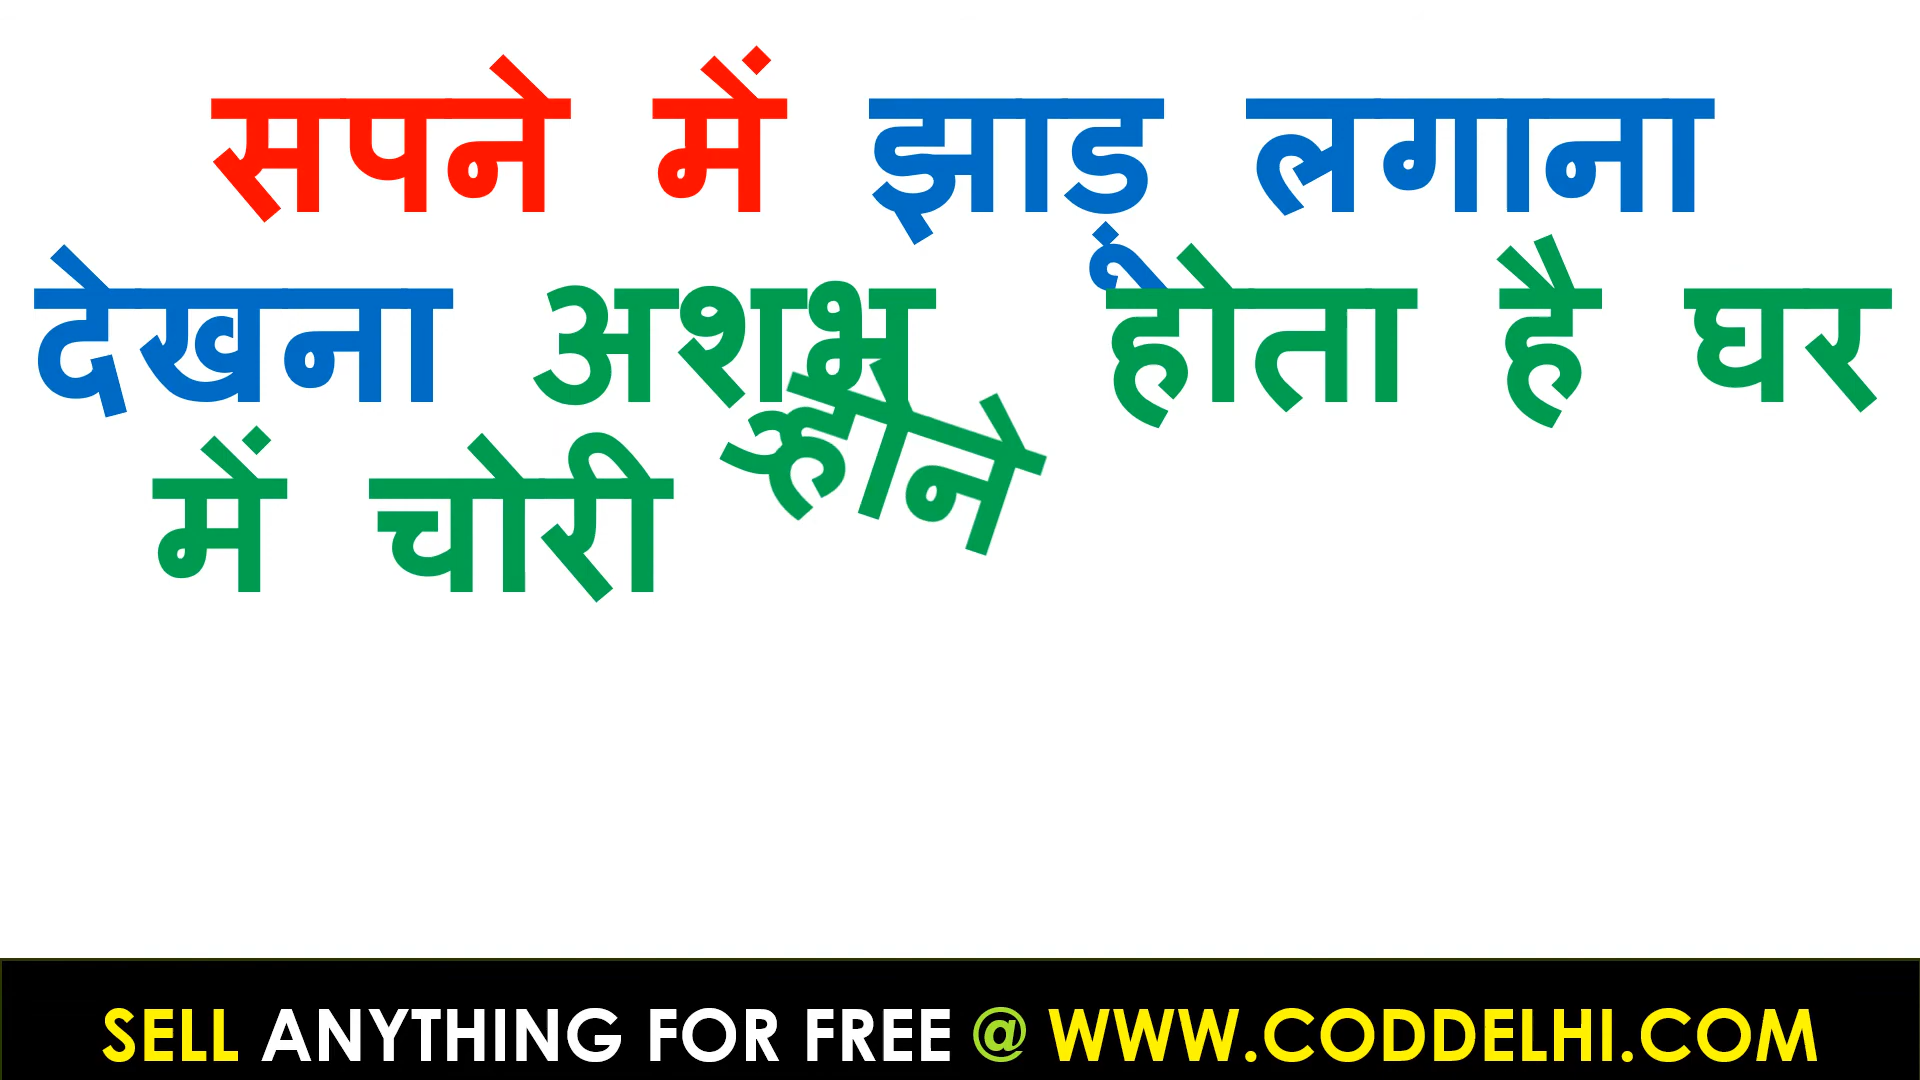 सपने में झाड़ू लगाना
देखना अशुभ होता है घर
में चोरी होने
SELL ANYTHING FOR FREE @ WWW.CODDELHI.COM